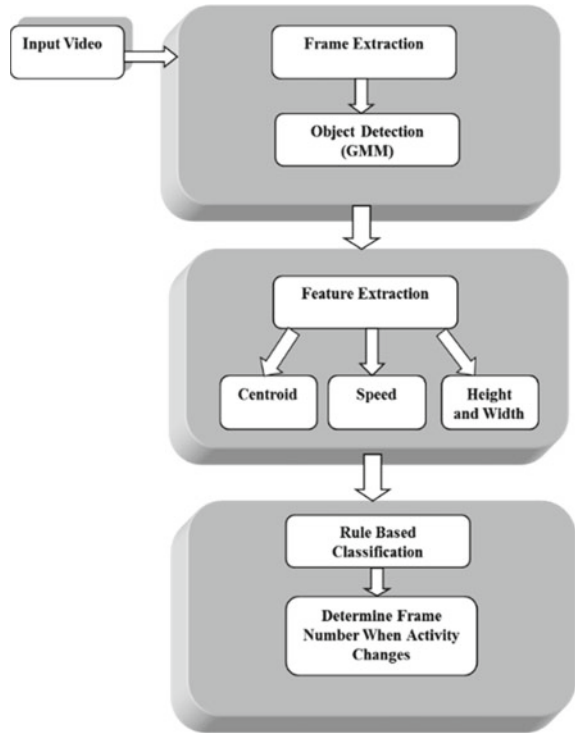 Input Video
Frame Extraction
Object Detection
(GMM)
Feature Extraction
Centroid
Speed
Height
and Width
Rule Based
Classification
Determine Frame
Number When Activity
Changes